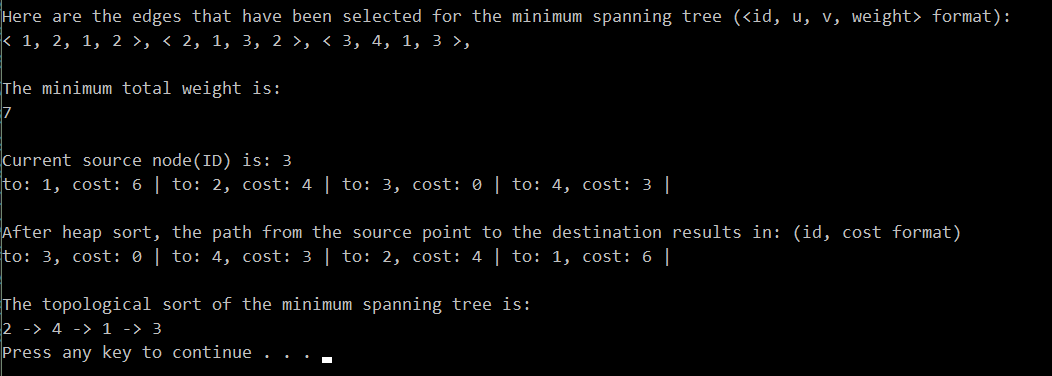 Here are the edges that have been selected for the minimum spanning tree (<id, u, v, weight> format):
< 1, 2, 1, 2 >, < 2, 1, 3, 2 >, < 3, 4, 1, 3 >,
The minimum total weight is:
7
Current source node(ID) is: 3
to: 1, cost: 6 | to: 2, cost: 4 | to: 3, cost: 0 | to: 4, cost: 3 |
After heap sort, the path from the source point to the destination results in: (id, cost format)
to: 3, cost: 0 | to: 4, cost: 3 | to: 2, cost: 4 | to: 1, cost: 6 |
The topological sort of the minimum spanning tree is:
2 -> 4 -> 1 -> 3
Press any key to continue . . .